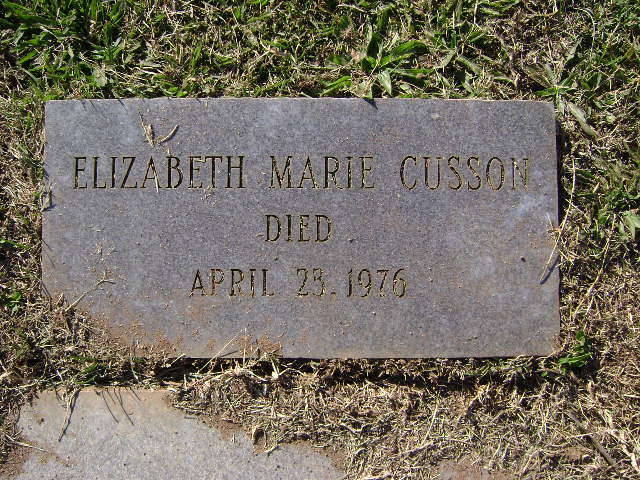 ELIZABETH MARIE CUSSON
DIED
APRIL 23, 1976